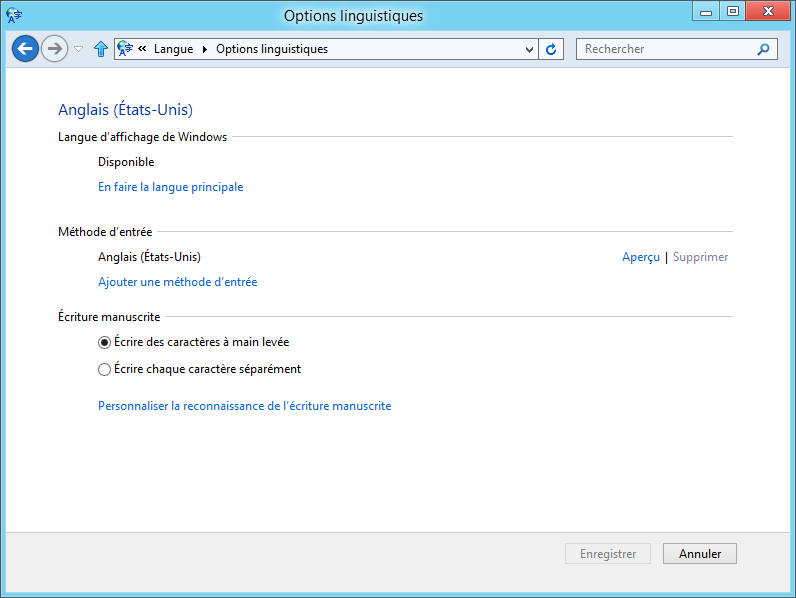 Options linguistiques
« Langue Options linguistiques Rechercher
Anglais (États-Unis)
Langue d'affichage de Windows
Disponible
En faire la langue principale
Méthode d'entrée
Anglais (États-Unis) Aperçu | Supprimer
Ajouter une méthode d'entrée
Écriture manuscrite
Écrire des caractères à main levée
Écrire chaque caractère séparément
Personnaliser la reconnaissance de l'écriture manuscrite
Enregistrer Annuler